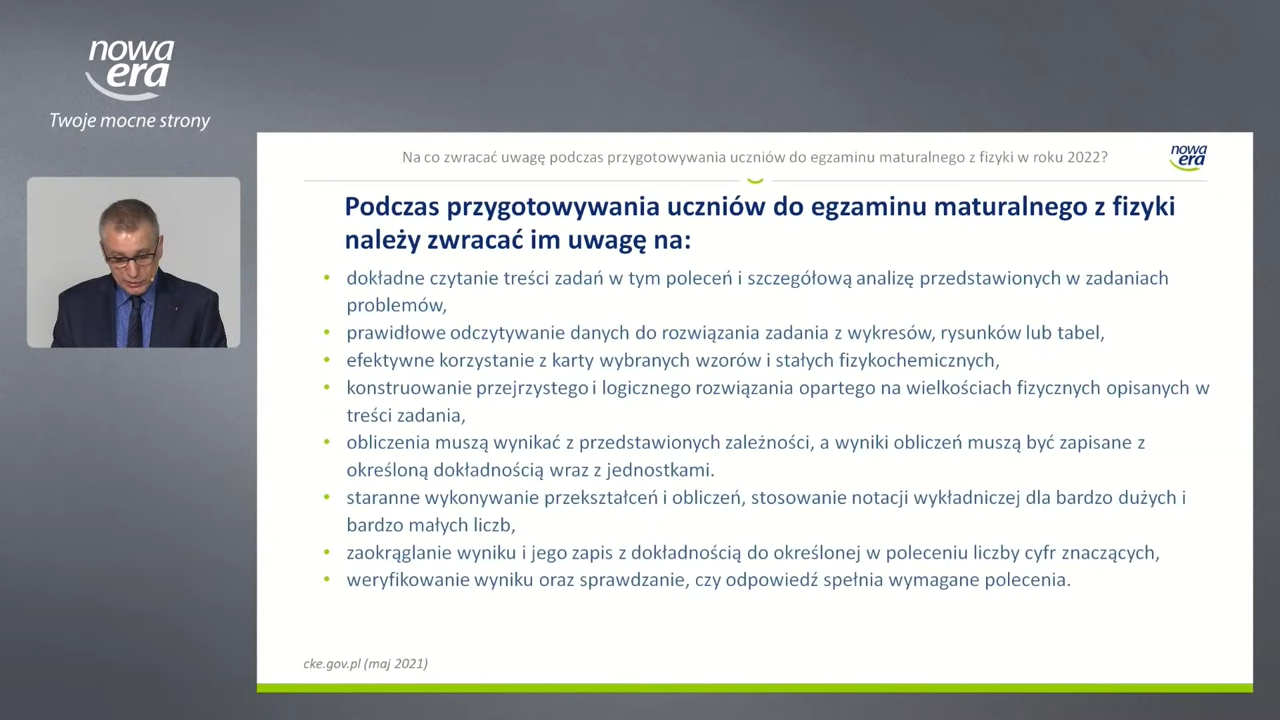 nowa
era
Twoje mocne strony
Na co zwracać uwagę podczas przygotowywania uczniów do egzaminu maturalnego z fizyki w roku 2022?
nowa
era
Podczas przygotowywania uczniów do egzaminu maturalnego z fizyki
należy zwracać im uwagę na:
• dokładne czytanie treści zadań w tym poleceń i szczegółową analizę przedstawionych w zadaniach
problemów,
• prawidłowe odczytywanie danych do rozwiązania zadania z wykresów, rysunków lub tabel,
• efektywne korzystanie z karty wybranych wzorów i stałych fizykochemicznych,
• konstruowanie przejrzystego i logicznego rozwiązania opartego na wielkościach fizycznych opisanych w
treści zadania,
• obliczenia muszą wynikać z przedstawionych zależności, a wyniki obliczeń muszą być zapisane z
określoną dokładnością wraz z jednostkami.
• staranne wykonywanie przekształceń i obliczeń, stosowanie notacji wykładniczej dla bardzo dużych i
bardzo małych liczb,
• zaokrąglanie wyniku i jego zapis z dokładnością do określonej w poleceniu liczby cyfr znaczących,
• weryfikowanie wyniku oraz sprawdzanie, czy odpowiedź spełnia wymagane polecenia.
cke.gov.pl (maj 2021)